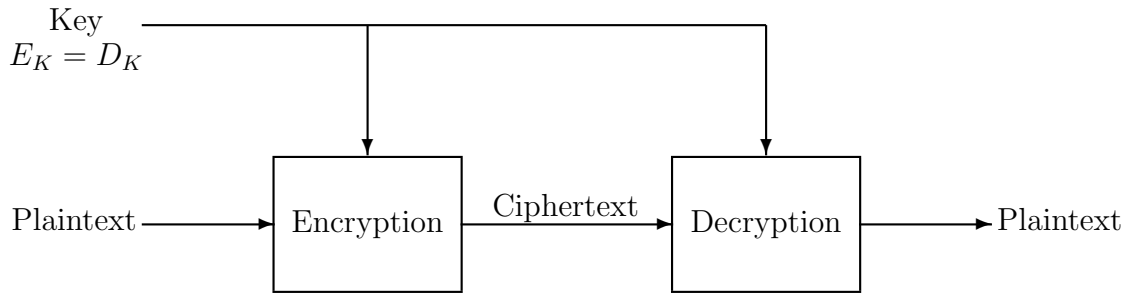 Key
E_K = D_K
Plaintext
Encryption
Ciphertext
Decryption
Plaintext